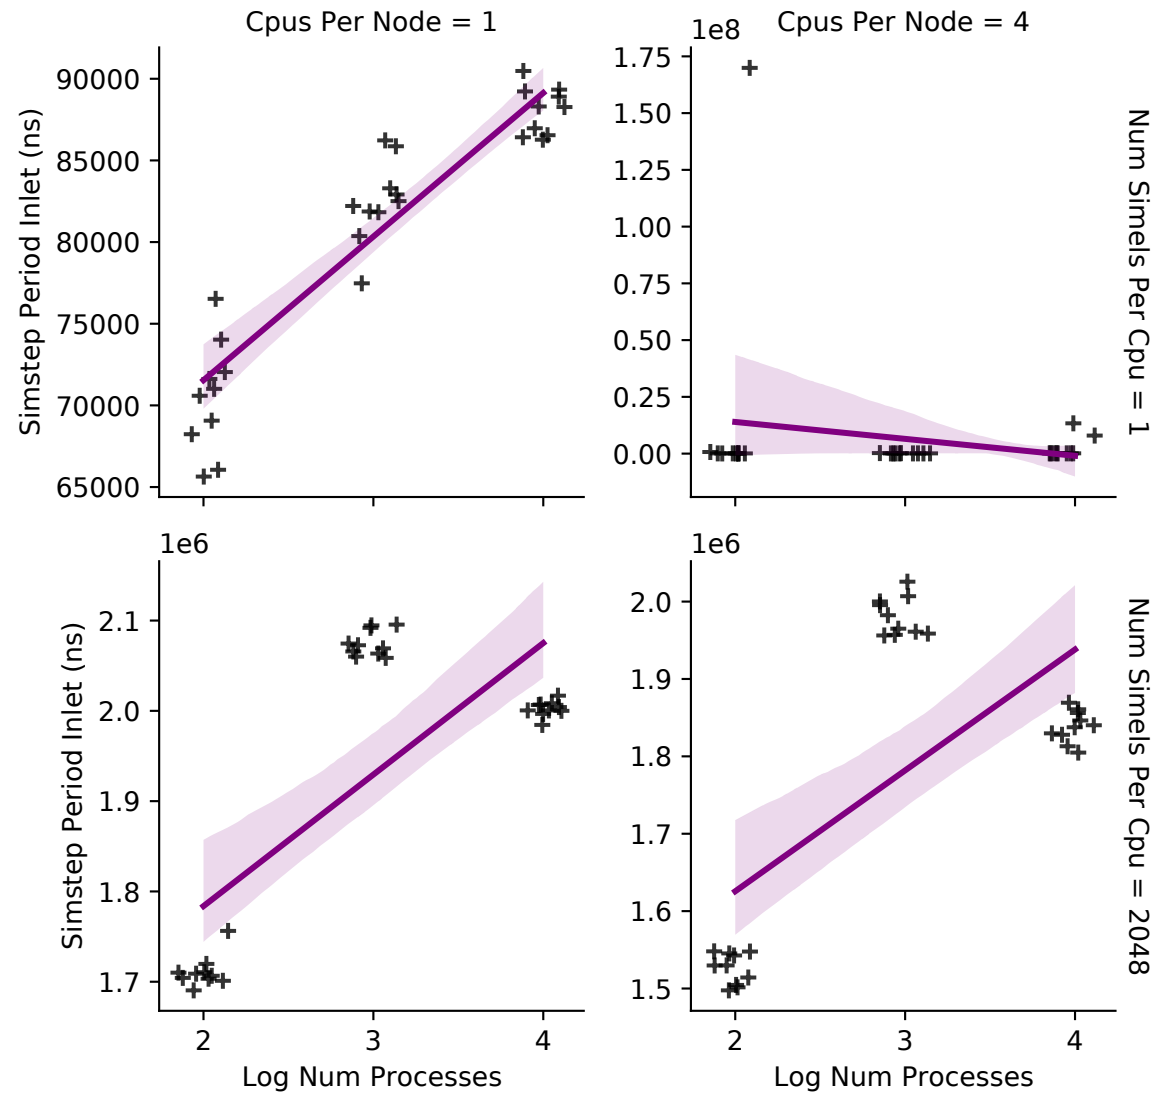 Cpus Per Node = 1
Cpus Per Node = 4
1e8
Simstep Period Inlet (ns)
90000
85000
80000
75000
70000
65000
1.75
1.50
1.25
1.00
0.75
0.50
0.25
0.00
Num Simels Per Cpu = 1
1e6
1e6
Simstep Period Inlet (ns)
2.1
2.0
1.9
1.8
1.7
2.0
1.9
1.8
1.7
1.6
1.5
Num Simels Per Cpu = 2048
2
3
4
2
3
4
Log Num Processes
Log Num Processes